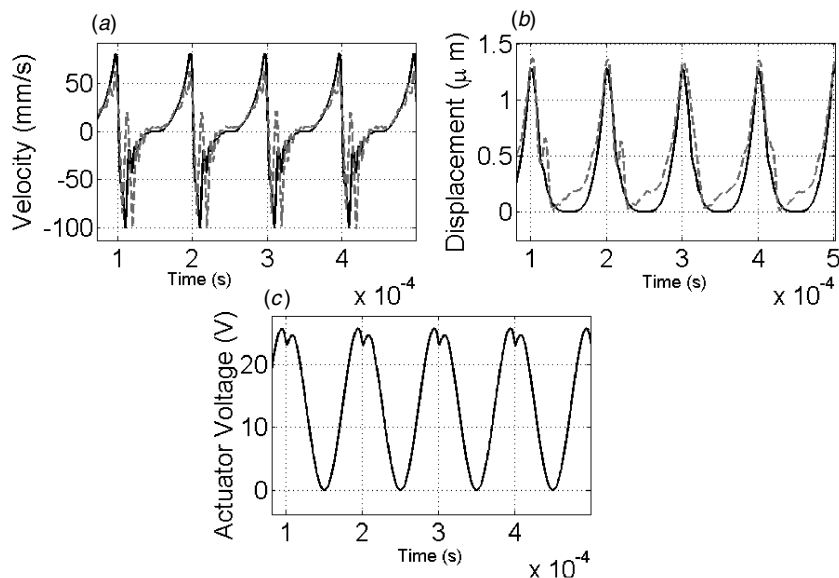 (a)
Velocity (mm/s)
50
0
-50
-100
1
2
3
4
Time (s)
x 10-4
(b)
Displacement (μ m)
1.5
1
0.5
0
1
2
3
4
5
Time (s)
x 10-4
(c)
Actuator Voltage (V)
20
10
0
1
2
3
4
Time (s)
x 10-4